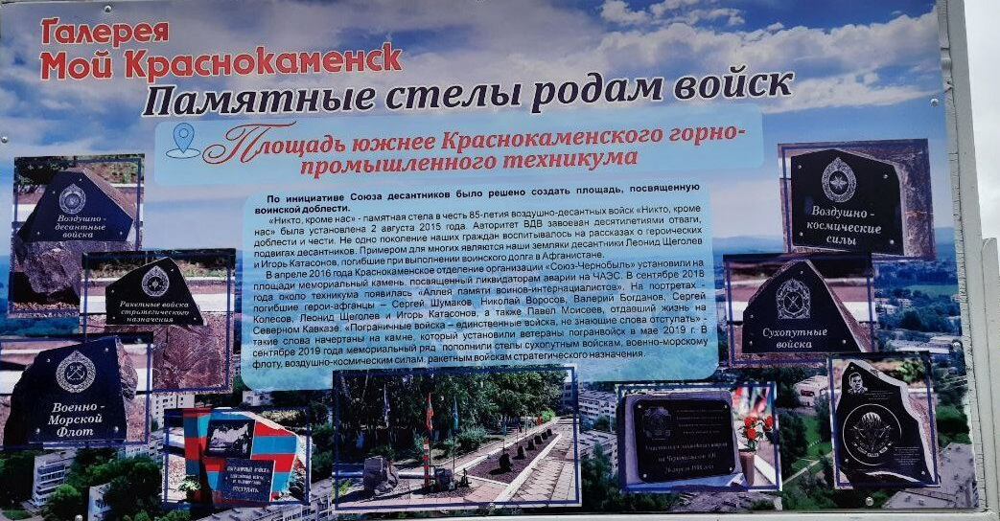 Галерея
Мой Краснокаменск
Памятные стелы родам войск
Площадь южнее Краснокаменского горно-
промышленного техникума
По инициативе Союза десантников было решено создать площадь, посвященную
воинской доблести.
«Никто, кроме нас» - памятная стела в честь 85-летия воздушно-десантных войск «Никто, кроме
нас» была установлена 2 августа 2015 года. Авторитет ВДВ завоеван десятилетиями отваги,
доблести и чести. Не одно поколение наших граждан воспитывалось на рассказах о героических
подвигах десантников. Примером для многих являются наши земляки десантники Леонид Щеголев
и Игорь Катасонов, погибшие при выполнении воинского долга в Афганистане.
В апреле 2016 года Краснокаменское отделение организации «Союз-Чернобыль» установили на
площади мемориальный камень, посвященный ликвидаторам аварии на ЧАЭС. В сентябре 2018
года около техникума появилась «Аллея памяти воинов-интернационалистов». На портретах -
погибшие герои-афганцы – Сергей Шумаков, Николай Воросов, Валерий Богданов, Сергей
Колесов, Леонид Щеголев и Игорь Катасонов, а также Павел Моисеев, отдавший жизнь на
Северном Кавказе. «Пограничные войска – единственные войска, не знающие слова отступать» -
такие слова начертаны на камне, который установили ветераны погранвойск в мае 2019 г. В
сентябре 2019 года мемориальный ряд пополнили стелы сухопутным войскам, военно-морскому
флоту, воздушно-космическим силам, ракетным войскам стратегического назначения.
Воздушно -
десантные
войска
Ракетные войска
стратегического
назначения
Военно -
Морской
Флот
Воздушно -
космические
силы
Сухопутные
войска
отступать
на Чернобыльской АЭС